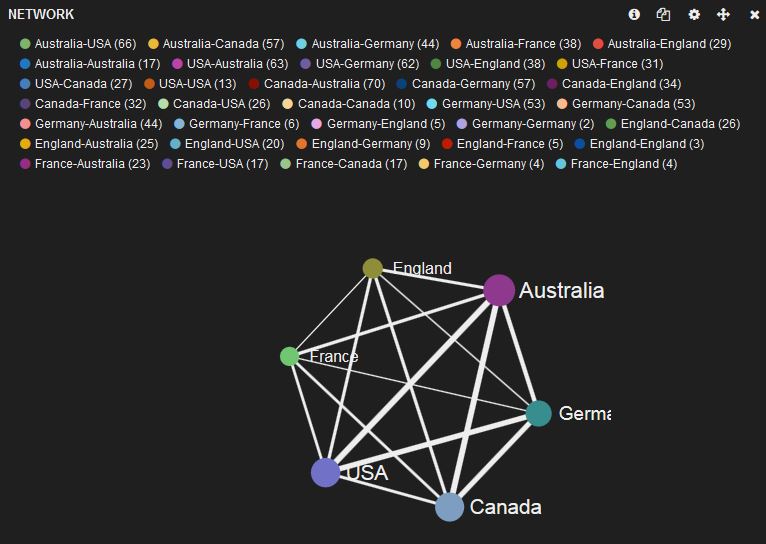 NETWORK
Australia-USA (66) Australia-Canada (57) Australia-Germany (44) Australia-France (38) Australia-England (29)
Australia-Australia (17) USA-Australia (63) USA-Germany (62) USA-England (38) USA-France (31)
USA-Canada (27) USA-USA (13) Canada-Australia (70) Canada-Germany (57) Canada-England (34)
Canada-France (32) Canada-USA (26) Canada-Canada (10) Germany-USA (53) Germany-Canada (53)
Germany-Australia (44) Germany-France (6) Germany-England (5) Germany-Germany (2) England-Canada (26)
England-Australia (25) England-USA (20) England-Germany (9) England-France (5) England-England (3)
France-Australia (23) France-USA (17) France-Canada (17) France-Germany (4) France-England (4)
England
Australia
France
Germa
USA
Canada